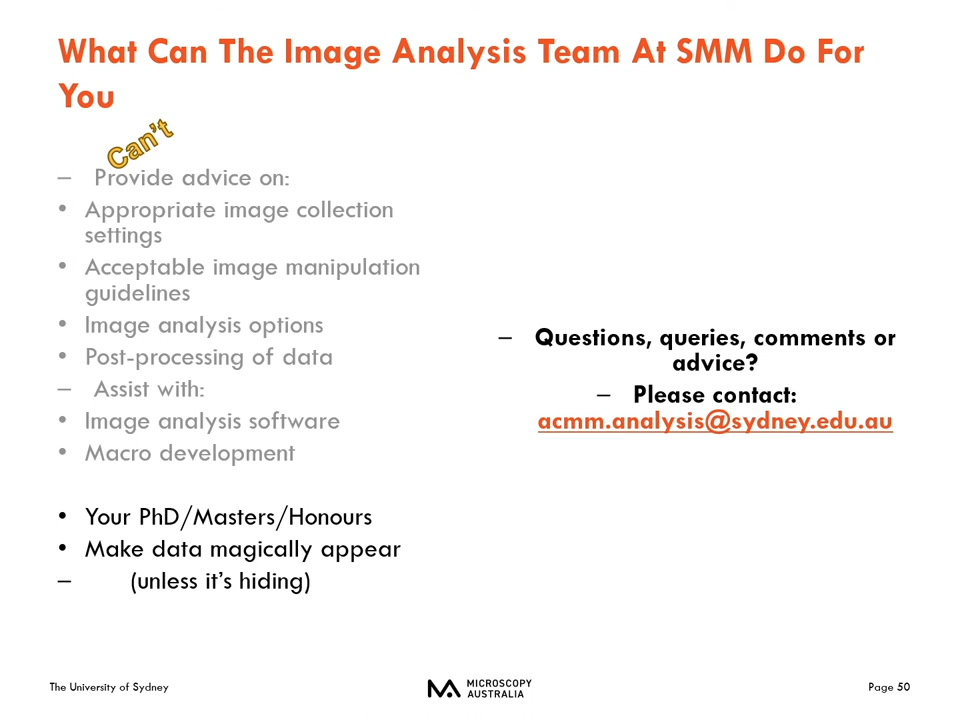 What Can The Image Analysis Team At SMM Do For
You
Can't
– Provide advice on:
• Appropriate image collection
settings
• Acceptable image manipulation
guidelines
• Image analysis options
• Post-processing of data
– Assist with:
• Image analysis software
• Macro development
• Your PhD/Masters/Honours
• Make data magically appear
– (unless it’s hiding)
– Questions, queries, comments or
advice?
– Please contact:
acmm.analysis@sydney.edu.au
The University of Sydney
MICROSCOPY
AUSTRALIA
Page 50